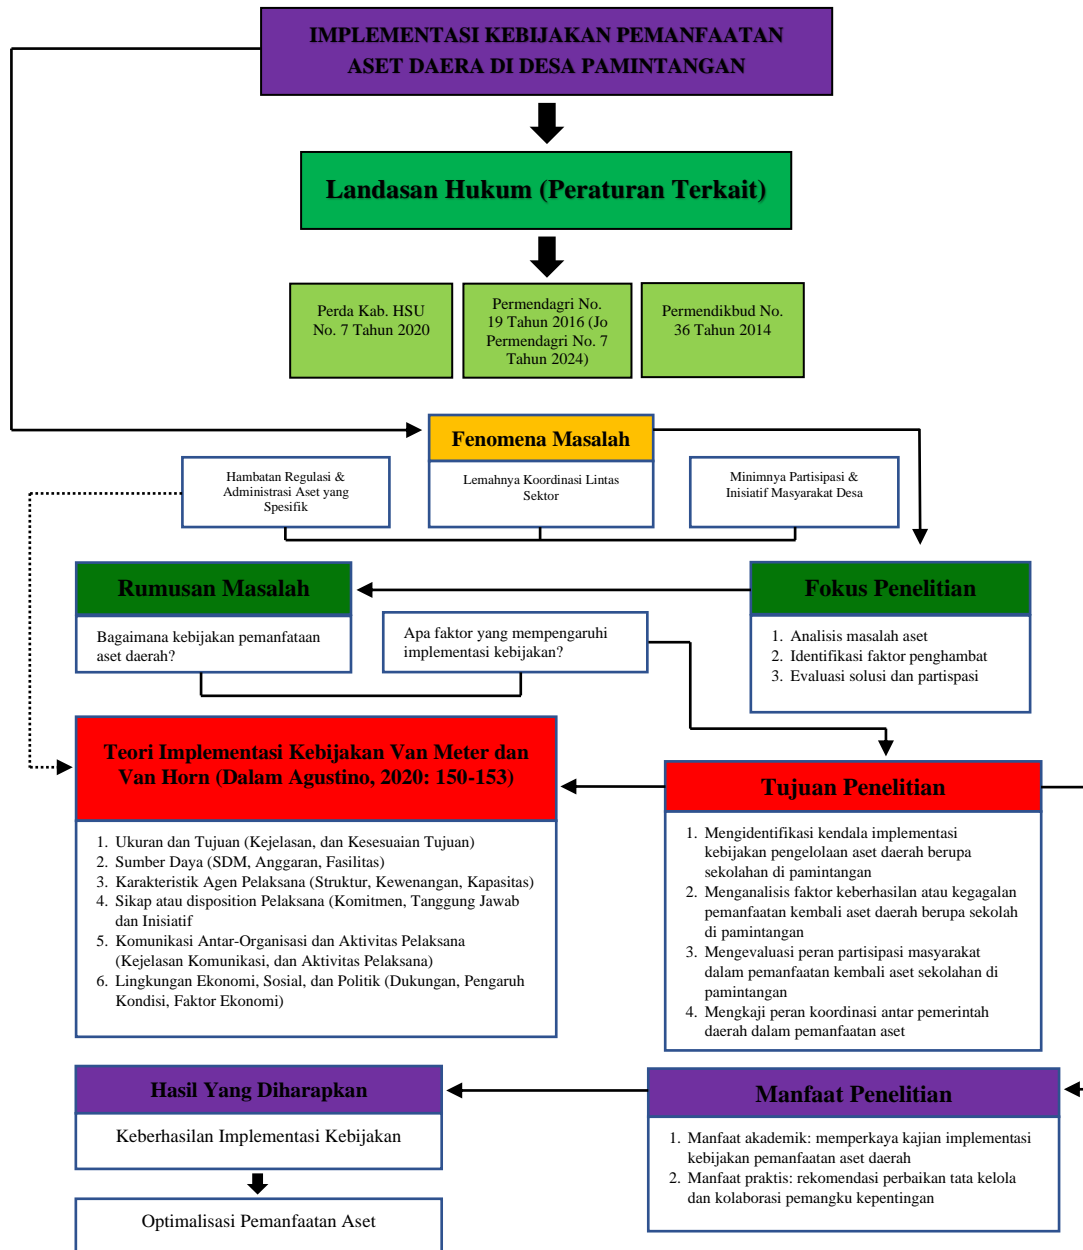 IMPLEMENTASI KEBIJAKAN PEMANFAATAN
ASET DAERA DI DESA PAMINTANGAN
Landasan Hukum (Peraturan Terkait)
Perda Kab. HSU
No. 7 Tahun 2020
Permendagri No.
19 Tahun 2016 (Jo
Permendagri No. 7
Tahun 2024)
Permendikbud No.
36 Tahun 2014
Fenomena Masalah
Hambatan Regulasi &
Administrasi Aset yang
Spesifik
Lemahnya Koordinasi Lintas
Sektor
Minimnya Partisipasi &
Inisiatif Masyarakat Desa
Rumusan Masalah
Bagaimana kebijakan pemanfataan
aset daerah?
Apa faktor yang mempengaruhi
implementasi kebijakan?
Fokus Penelitian
1. Analisis masalah aset
2. Identifikasi faktor penghambat
3. Evaluasi solusi dan partispasi
Teori Implementasi Kebijakan Van Meter dan
Van Horn (Dalam Agustino, 2020: 150-153)
1. Ukuran dan Tujuan (Kejelasan, dan Kesesuaian Tujuan)
2. Sumber Daya (SDM, Anggaran, Fasilitas)
3. Karakteristik Agen Pelaksana (Struktur, Kewenangan, Kapasitas)
4. Sikap atau disposition Pelaksana (Komitmen, Tanggung Jawab
dan Inisiatif
5. Komunikasi Antar-Organisasi dan Aktivitas Pelaksana
(Kejelasan Komunikasi, dan Aktivitas Pelaksana)
6. Lingkungan Ekonomi, Sosial, dan Politik (Dukungan, Pengaruh
Kondisi, Faktor Ekonomi)
Tujuan Penelitian
1. Mengidentifikasi kendala implementasi
kebijakan pengelolaan aset daerah berupa
sekolahan di pamintangan
2. Menganalisis faktor keberhasilan atau kegagalan
pemanfaatan kembali aset daerah berupa sekolah
di pamintangan
3. Mengevaluasi peran partisipasi masyarakat
dalam pemanfaatan kembali aset sekolahan di
pamintangan
4. Mengkaji peran koordinasi antar pemerintah
daerah dalam pemanfaatan aset
Hasil Yang Diharapkan
Keberhasilan Implementasi Kebijakan
Optimalisasi Pemanfaatan Aset
Manfaat Penelitian
1. Manfaat akademik: memperkaya kajian implementasi
kebijakan pemanfaatan aset daerah
2. Manfaat praktis: rekomendasi perbaikan tata kelola
dan kolaborasi pemangku kepentingan